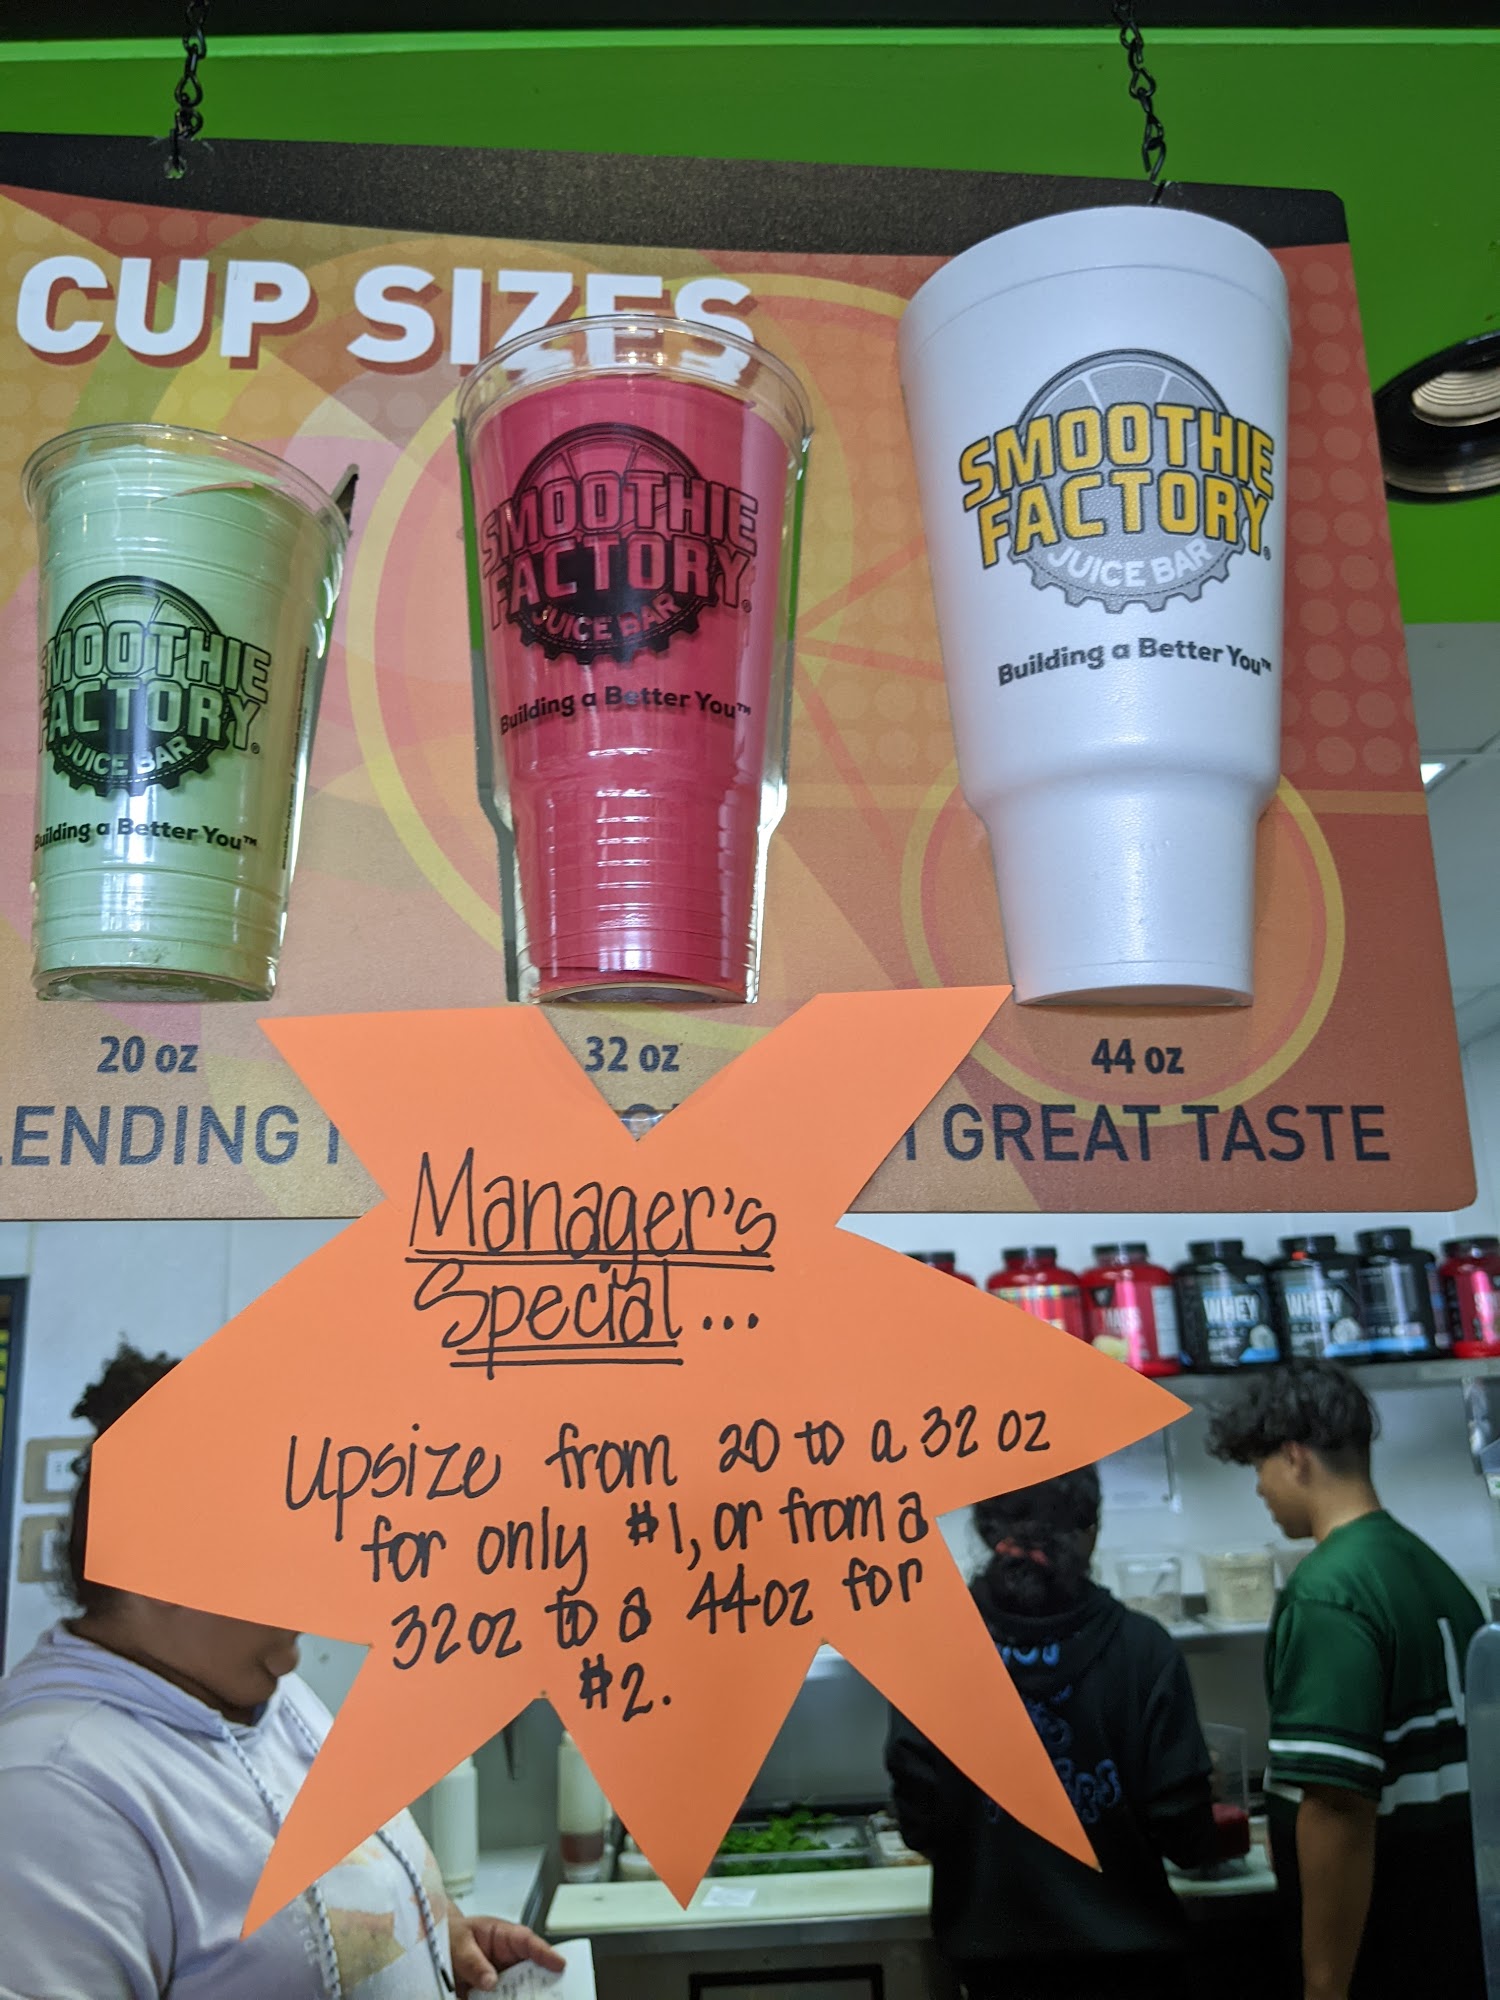 CUP SIZES
SMOOTHIE
FACTORY
JUICE BAR
Building a Better You™
SMOOTHIE
FACTORY®
JUICE BAR
Building a Better You™
SMOOTHIE
FACTORY®
JUICE BAR
Building a Better You™
20 oz
32 oz
44 oz
GREAT TASTE
Manager's
Special...
Upsize from 20 to a 32 oz
for only #1, or from a
32oz to a 44oz for
#2.
WHEY
WHEY